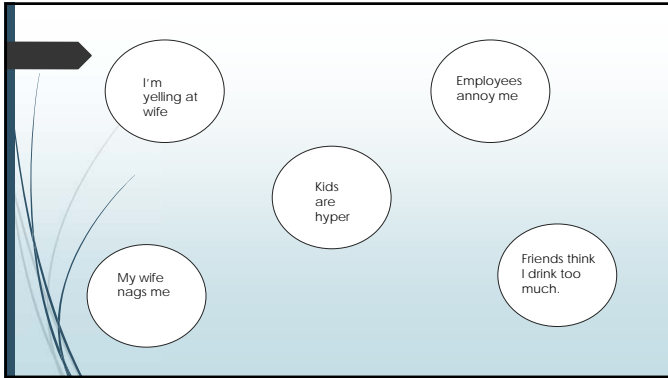 I'm
yelling at
wife
Employees
annoy me
Kids
are
hyper
My wife
nags me
Friends think
I drink too
much.